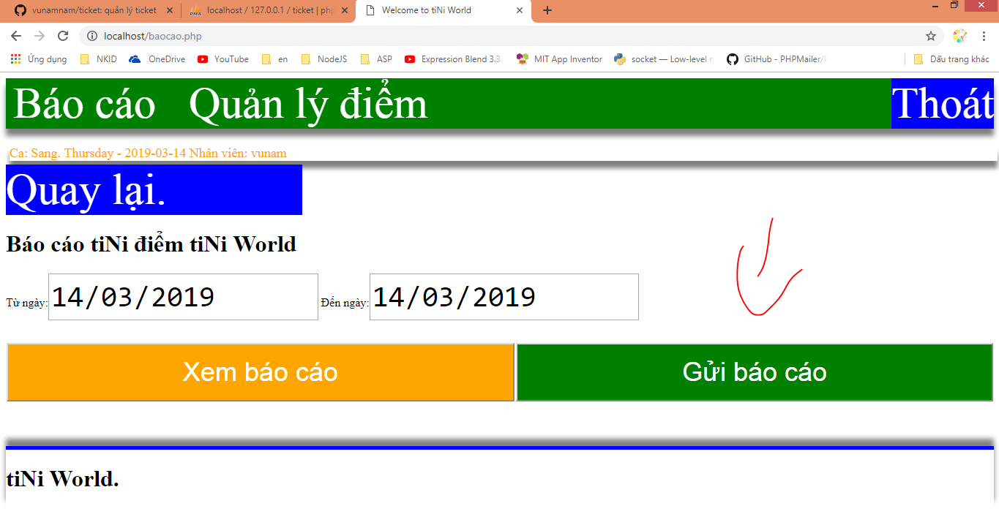 vunamnam/ticket: quản lý ticket
localhost / 127.0.0.1 / ticket | php
Welcome to tiNi World
localhost/baocao.php
Ứng dụng NKID OneDrive YouTube en NodeJS ASP Expression Blend 3.3. MIT App Inventor socket — Low-level n GitHub - PHPMailer/ Dấu trang khác
Báo cáo Quản lý điểm Thoát
Ca: Sang. Thursday - 2019-03-14 Nhân viên: vunam
Quay lại.
Báo cáo tiNi điểm tiNi World
Từ ngày: 14/03/2019 Đến ngày: 14/03/2019
Xem báo cáo Gửi báo cáo
tiNi World.